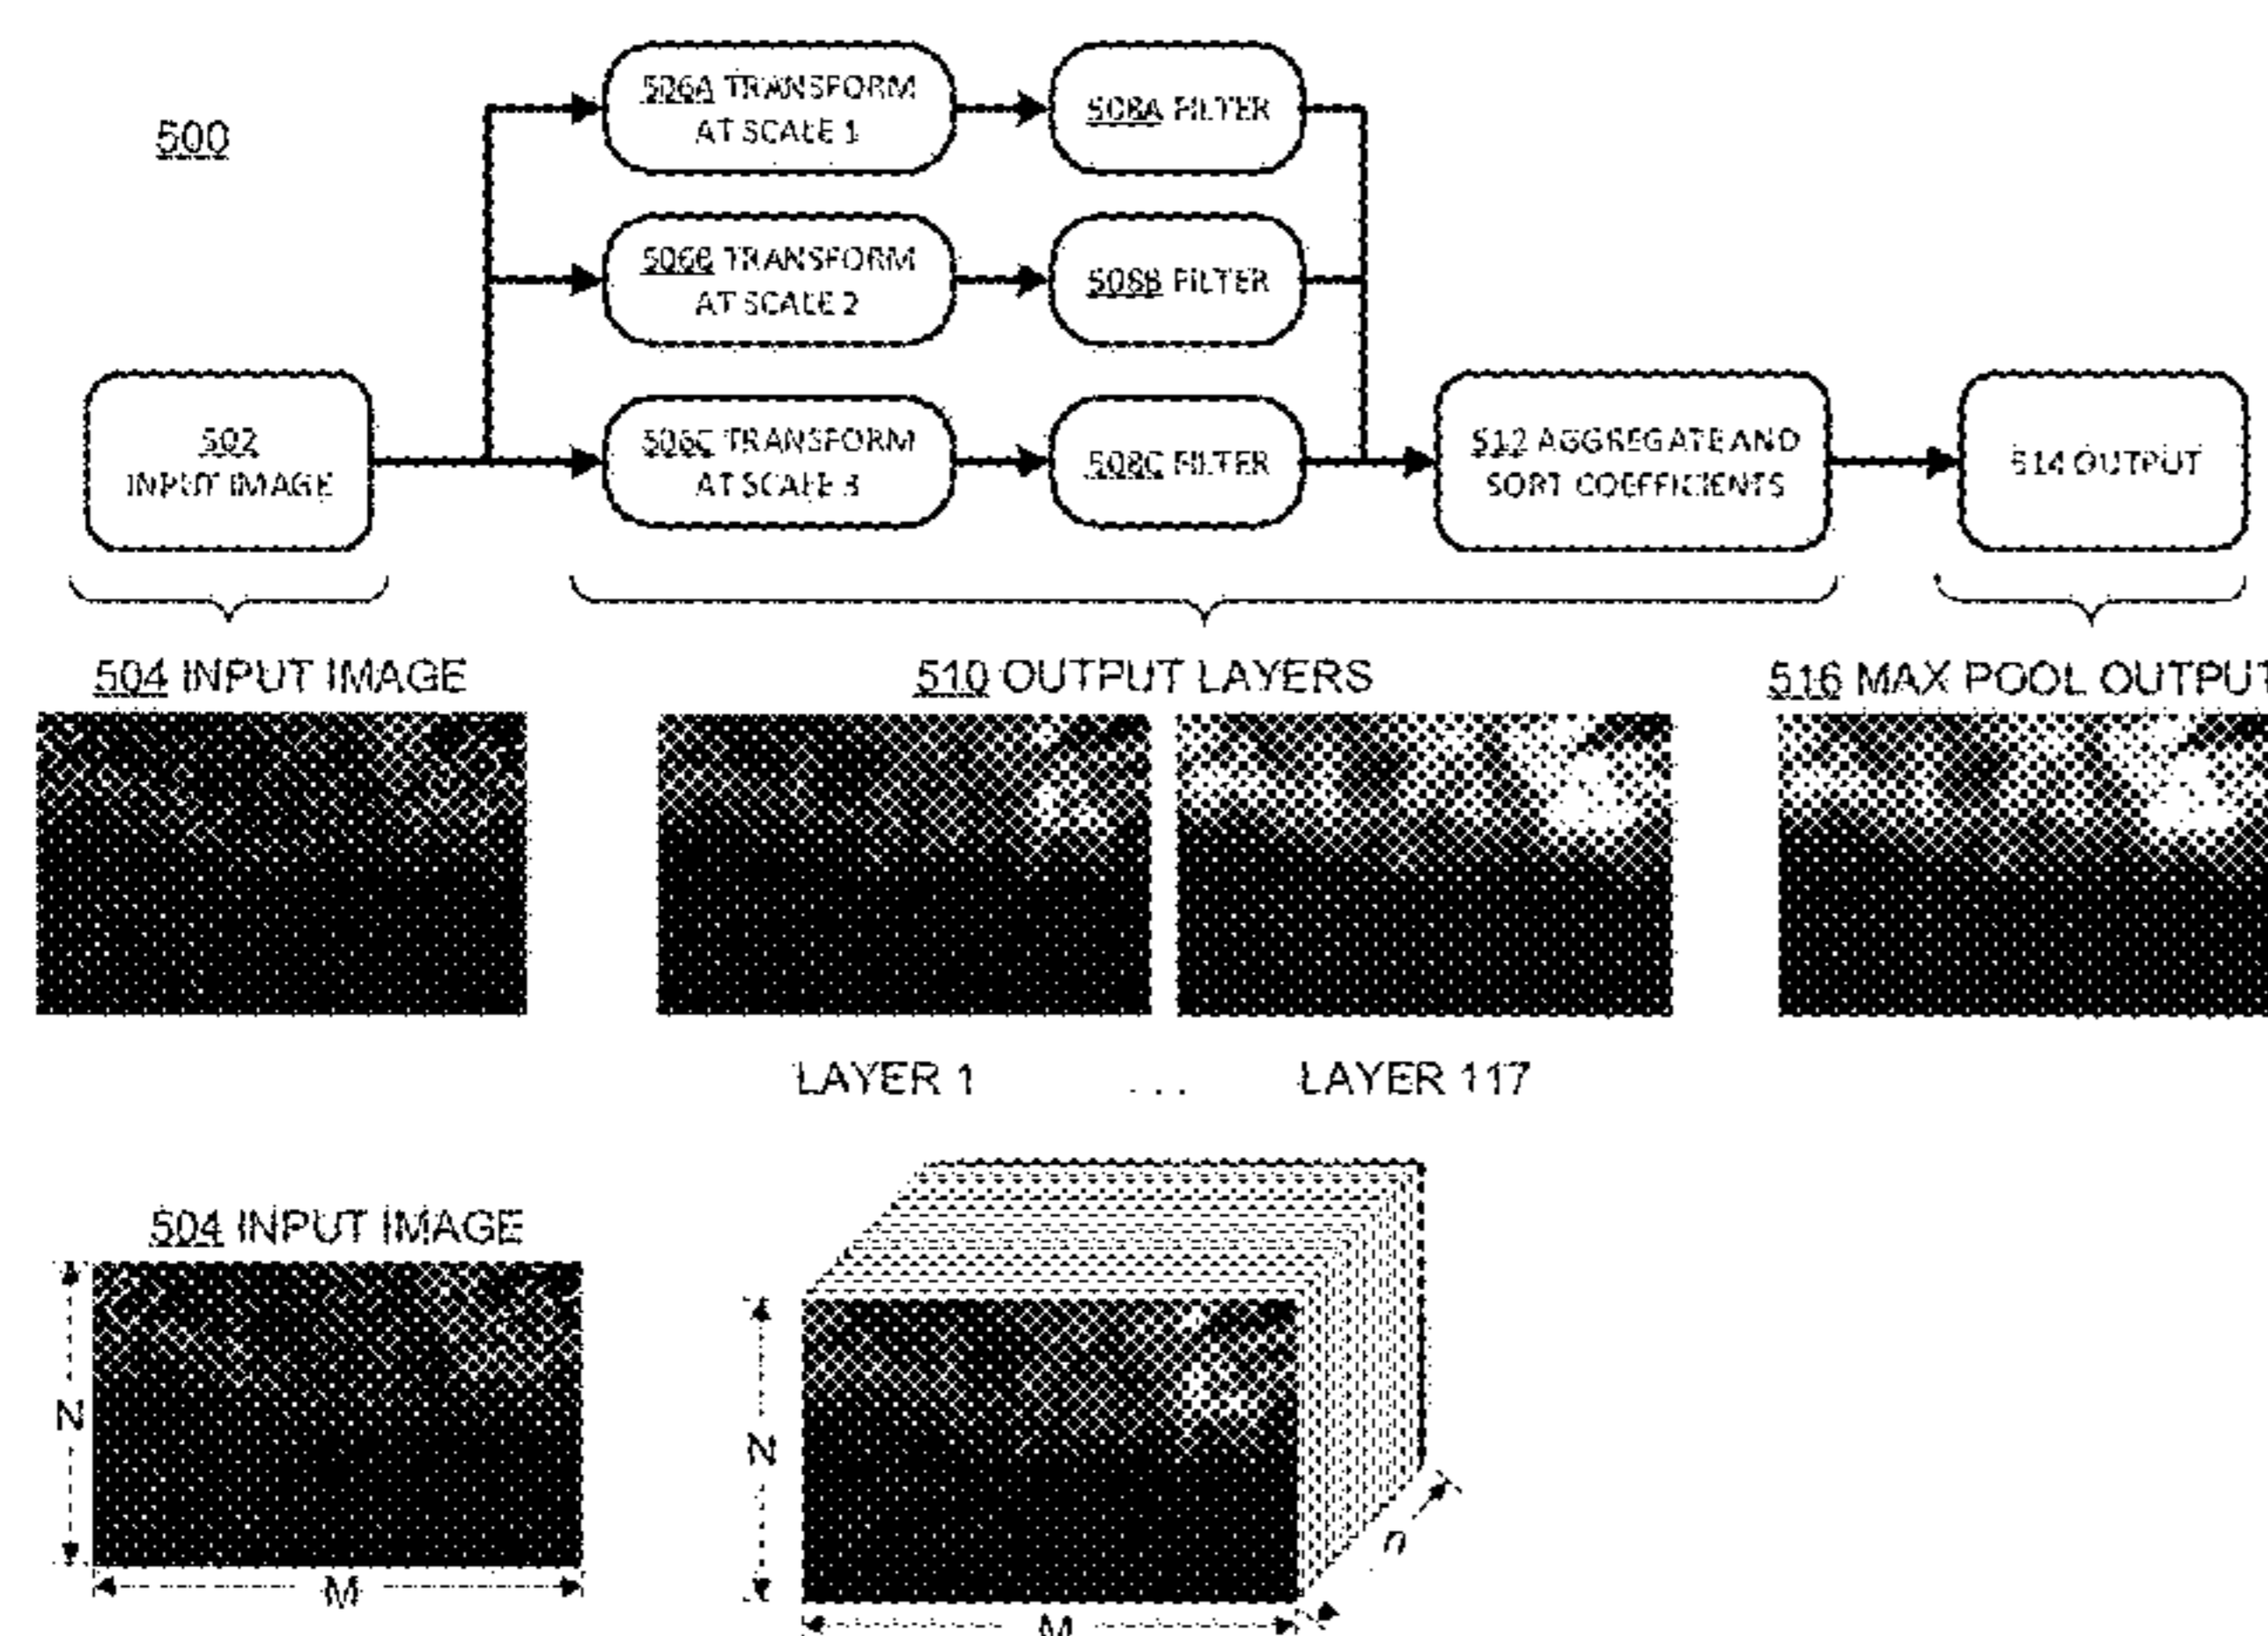 500
506A TRANSFORM
AT SCALE 1
508A FILTER
506B TRANSFORM
AT SCALE 2
508B FILTER
502
INPUT IMAGE
506C TRANSFORM
AT SCALE 3
508C FILTER
512 AGGREGATE AND
SORT COEFFICIENTS
514 OUTPUT
504 INPUT IMAGE
510 OUTPUT LAYERS
516 MAX POOL OUTPUT
LAYER 1
. . .
LAYER 117
504 INPUT IMAGE
N
M
N
M
n